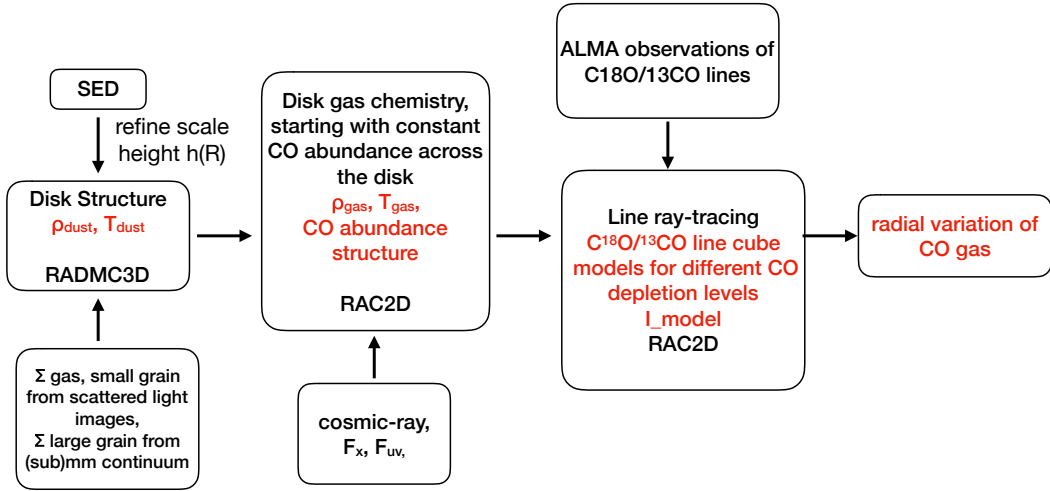 SED
refine scale
height h(R)
Disk Structure
ρdust, Tdust
RADMC3D
Σ gas, small grain
from scattered light
images,
Σ large grain from
(sub)mm continuum
Disk gas chemistry,
starting with constant
CO abundance across
the disk
ρgas, Tgas,
CO abundance
structure
RAC2D
cosmic-ray,
Fx, Fuv,
ALMA observations of
C18O/13CO lines
Line ray-tracing
C¹⁸O/¹³CO line cube
models for different CO
depletion levels
I_model
RAC2D
radial variation of
CO gas